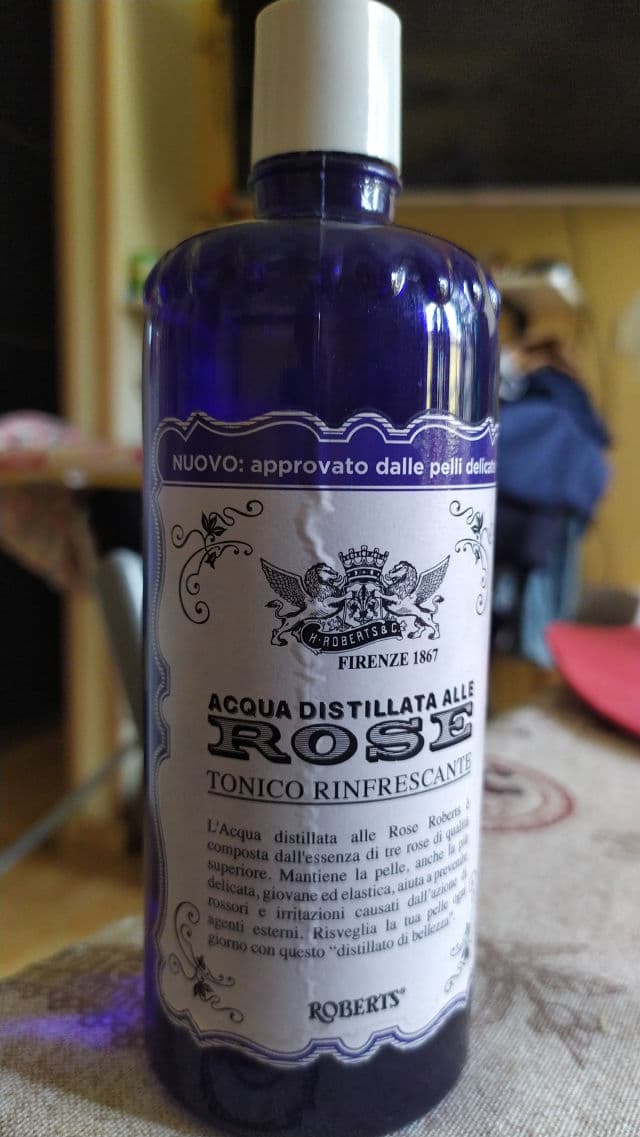 NUOVO: approvato dalle pelli delicate
H·ROBERTS & C
FIRENZE 1867
ACQUA DISTILLATA ALLE
ROSE
TONICO RINFRESCANTE
L'Acqua distillata alle Rose Roberts è
composta dall'essenza di tre rose di qualità
superiore. Mantiene la pelle, anche la più
delicata, giovane ed elastica, aiuta a prevenire
rossori e irritazioni causati dall'azione di
agenti esterni. Risveglia la tua pelle ogni
giorno con questo “distillato di bellezza”.
ROBERTS®